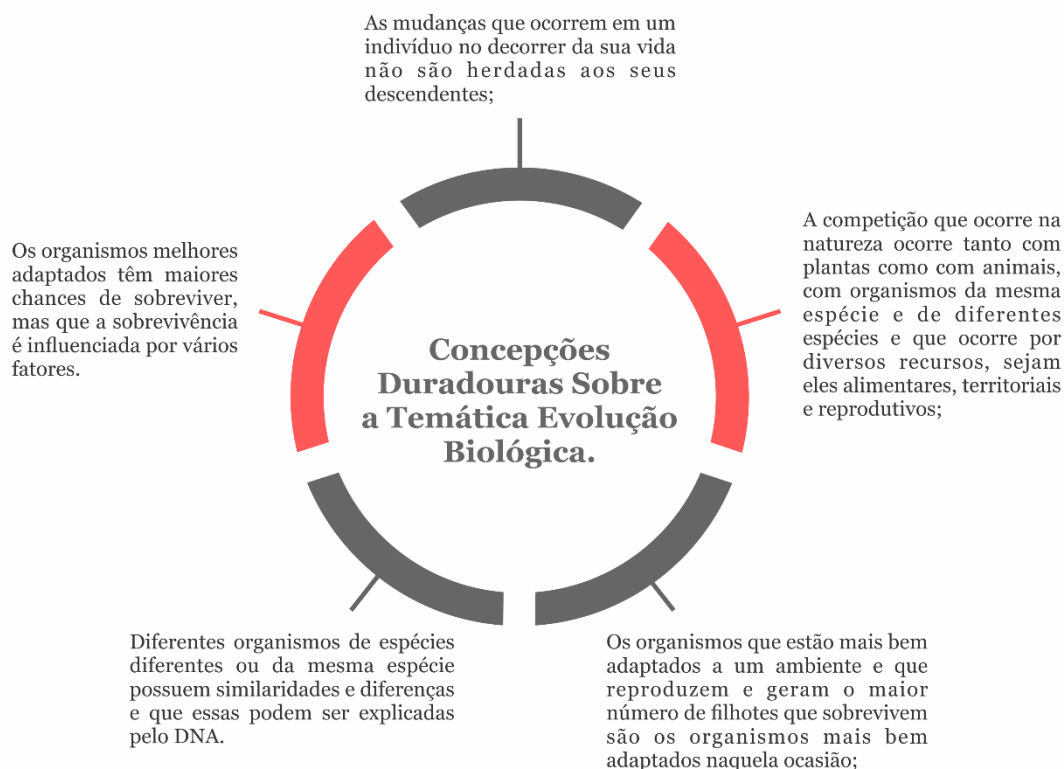 As mudanças que ocorrem em um
indivíduo no decorrer da sua vida
não são herdadas aos seus
descendentes;
A competição que ocorre na
natureza ocorre tanto com
plantas como com animais,
com organismos da mesma
espécie e de diferentes
espécies e que ocorre por
diversos recursos, sejam
eles alimentares, territoriais
e reprodutivos;
Os organismos melhores
adaptados têm maiores
chances de sobreviver,
mas que a sobrevivência
é influenciada por vários
fatores.
Concepções
Duradouras Sobre
a Temática Evolução
Biológica.
Diferentes organismos de espécies
diferentes ou da mesma espécie
possuem similaridades e diferenças
e que essas podem ser explicadas
pelo DNA.
Os organismos que estão mais bem
adaptados a um ambiente e que
reproduzem e geram o maior
número de filhotes que sobrevivem
são os organismos mais bem
adaptados naquela ocasião;